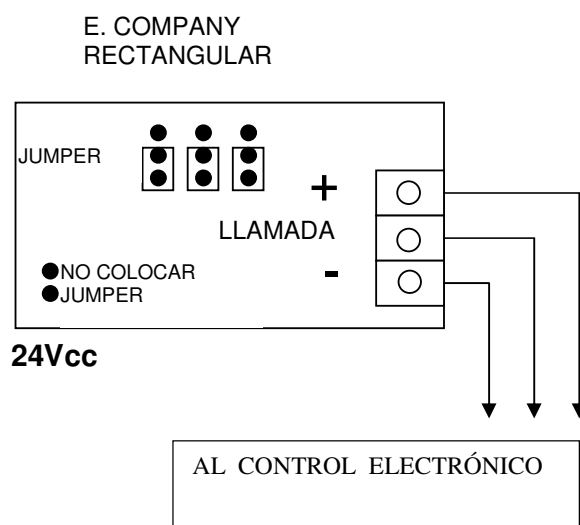 E. COMPANY
RECTANGULAR
JUMPER
+
LLAMADA
-
NO COLOCAR
JUMPER
24Vcc
AL CONTROL ELECTRÓNICO